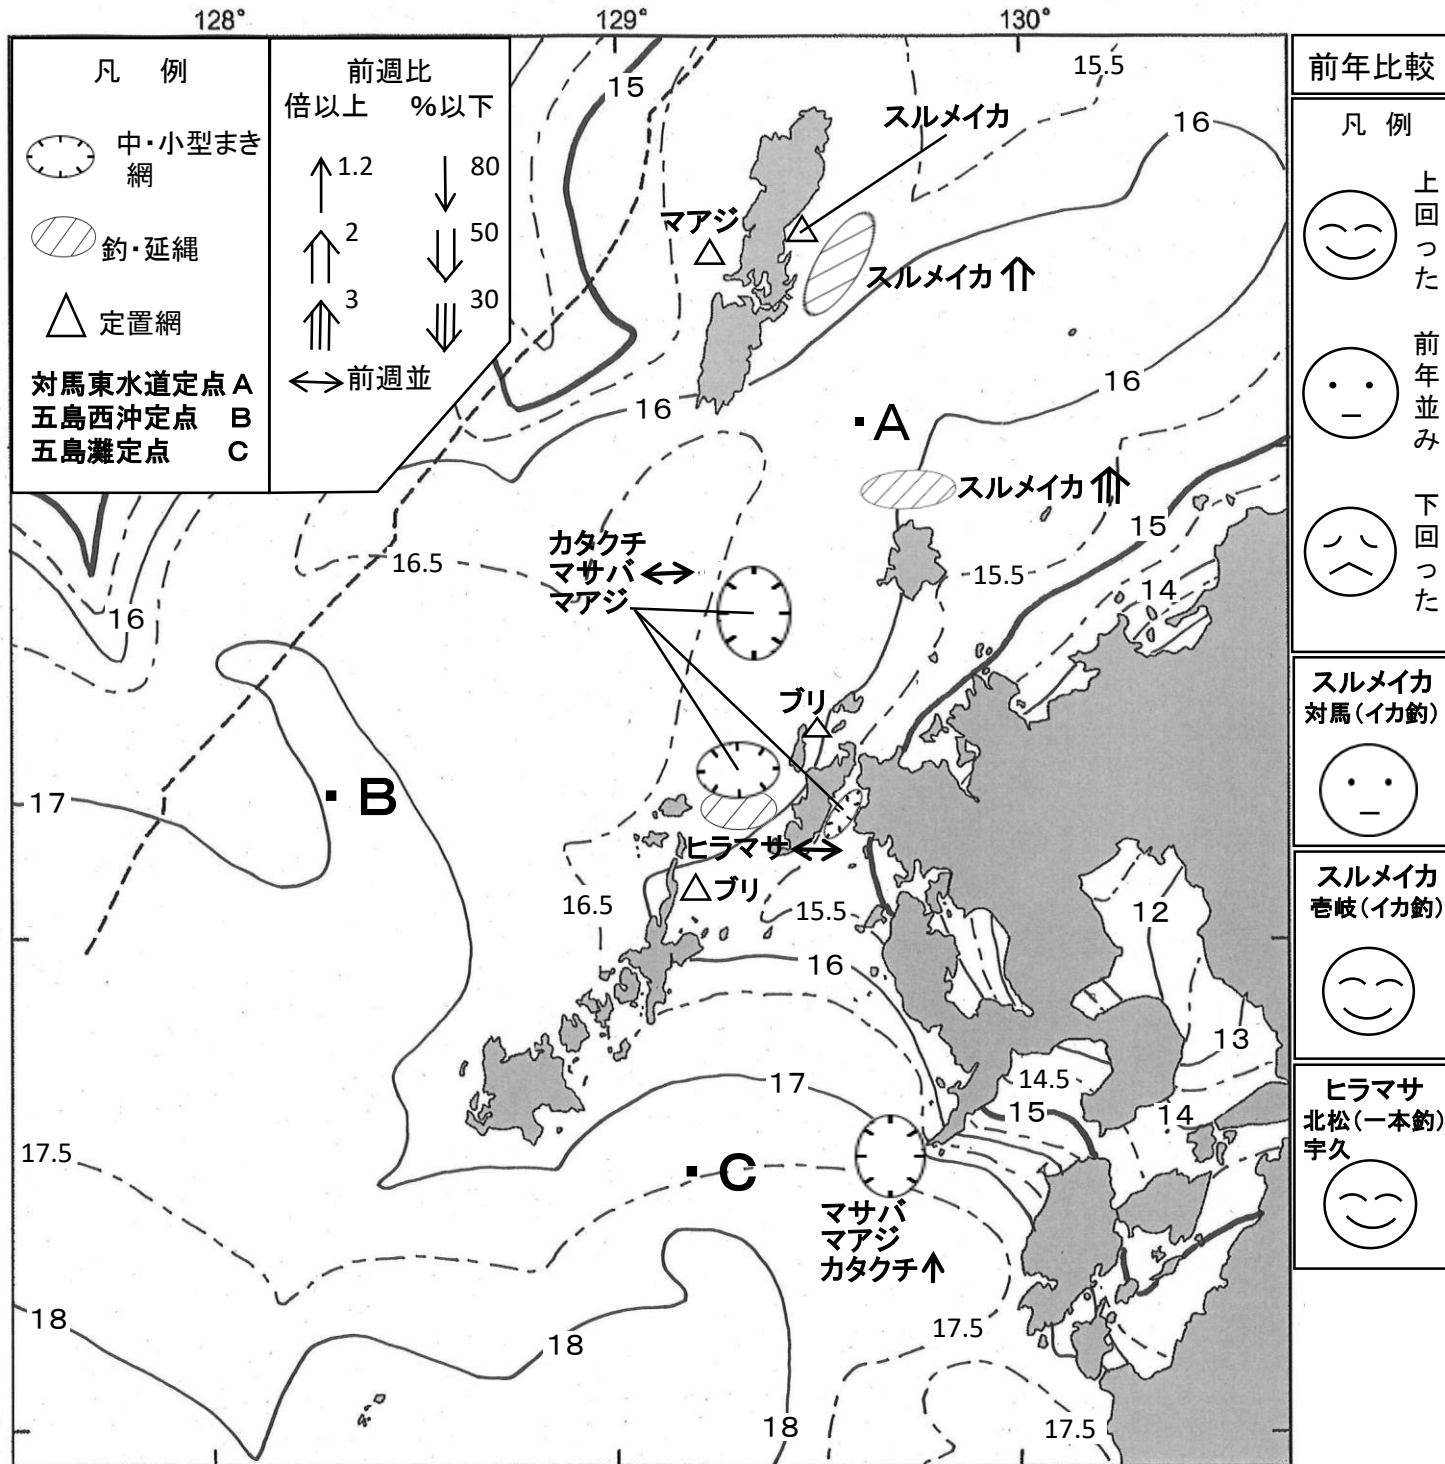 128°
129°
130°
凡 例
中・小型まき
網
釣・延縄
定置網
対馬東水道定点 A
五島西沖定点 B
五島灘定点 C
前週比
倍以上 %以下
1.2 80
2 50
3 30
前週並
前年比較
凡 例
上回った
前年並み
下回った
スルメイカ
対馬(イカ釣)
スルメイカ
壱岐(イカ釣)
ヒラマサ
北松(一本釣)
宇久
15
15.5
16
スルメイカ
マアジ
スルメイカ
16
16
A
スルメイカ
15
16.5
カタクチ
マサバ
マアジ
15.5
14
16
ブリ
17
B
ヒラマサ
ブリ
16.5
15.5
12
16
13
17
14.5
15
14
17.5
C
マサバ
マアジ
カタクチ
18
18
17.5
18
17.5